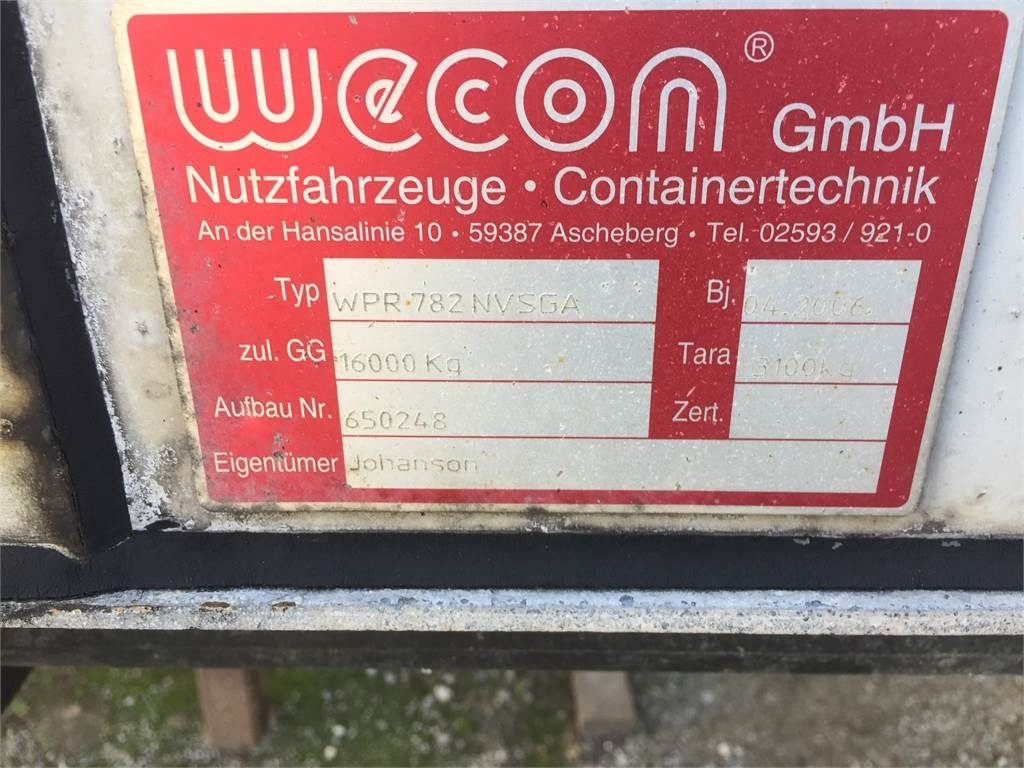 wecon ® GmbH
Nutzfahrzeuge • Containertechnik
An der Hansalinie 10 • 59387 Ascheberg • Tel. 02593 / 921-0
Typ WPR 782 NVSGA Bj. 04.2006
zul. GG 16000 Kg Tara 3100Kg
Aufbau Nr. 650248 Zert.
Eigentümer Johanson